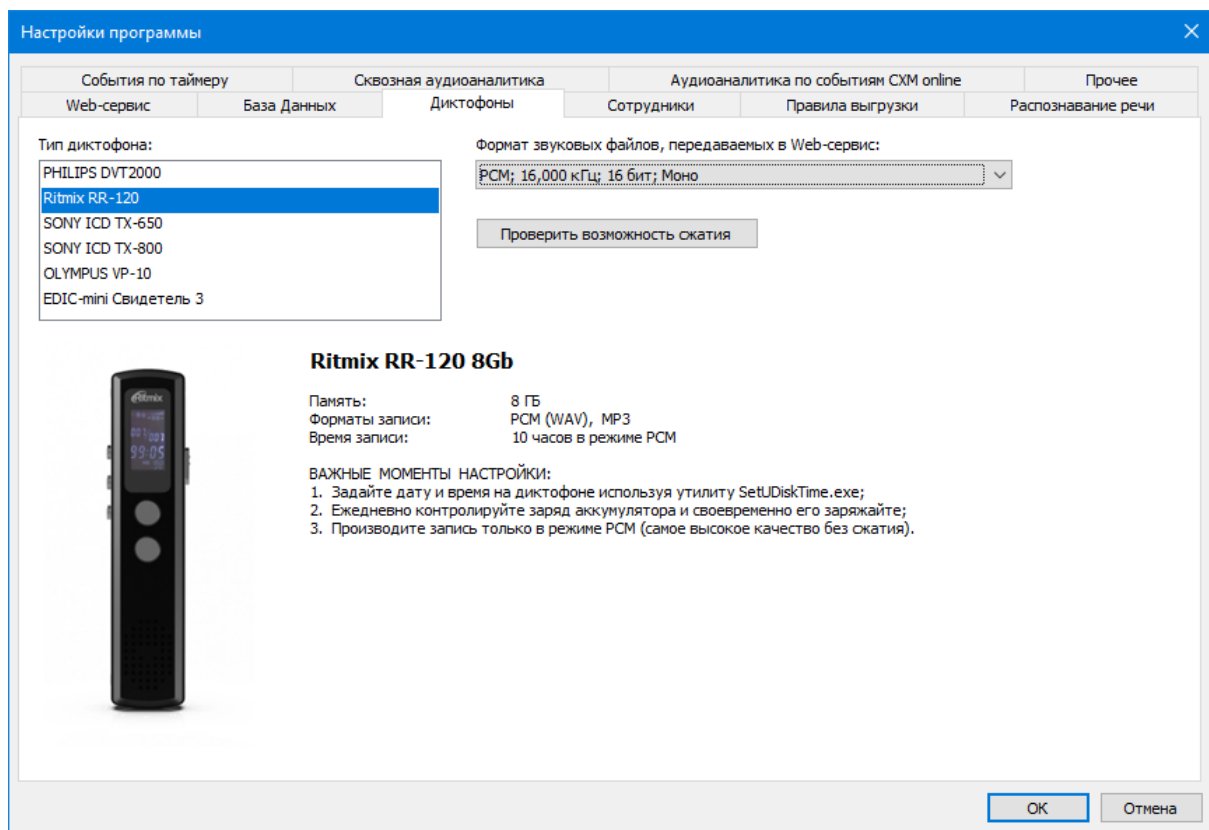 Настройки программы
События по таймеру
Сквозная аудиоаналитика
Аудиоаналитика по событиям CXM online
Прочее
Web-сервис
База Данных
Диктофоны
Сотрудники
Правила выгрузки
Распознавание речи
Тип диктофона:
PHILIPS DVT2000
Ritmix RR-120
SONY ICD TX-650
SONY ICD TX-800
OLYMPUS VP-10
EDIC-mini Свидетель 3
Формат звуковых файлов, передаваемых в Web-сервис:
PCM; 16,000 кГц; 16 бит; Моно
Проверить возможность сжатия
Ritmix
99:05
Ritmix RR-120 8Gb
Память: 8 ГБ
Форматы записи: PCM (WAV), MP3
Время записи: 10 часов в режиме PCM
ВАЖНЫЕ МОМЕНТЫ НАСТРОЙКИ:
1. Задайте дату и время на диктофоне используя утилиту SetUDiskTime.exe;
2. Ежедневно контролируйте заряд аккумулятора и своевременно его заряжайте;
3. Производите запись только в режиме PCM (самое высокое качество без сжатия).
OK
Отмена